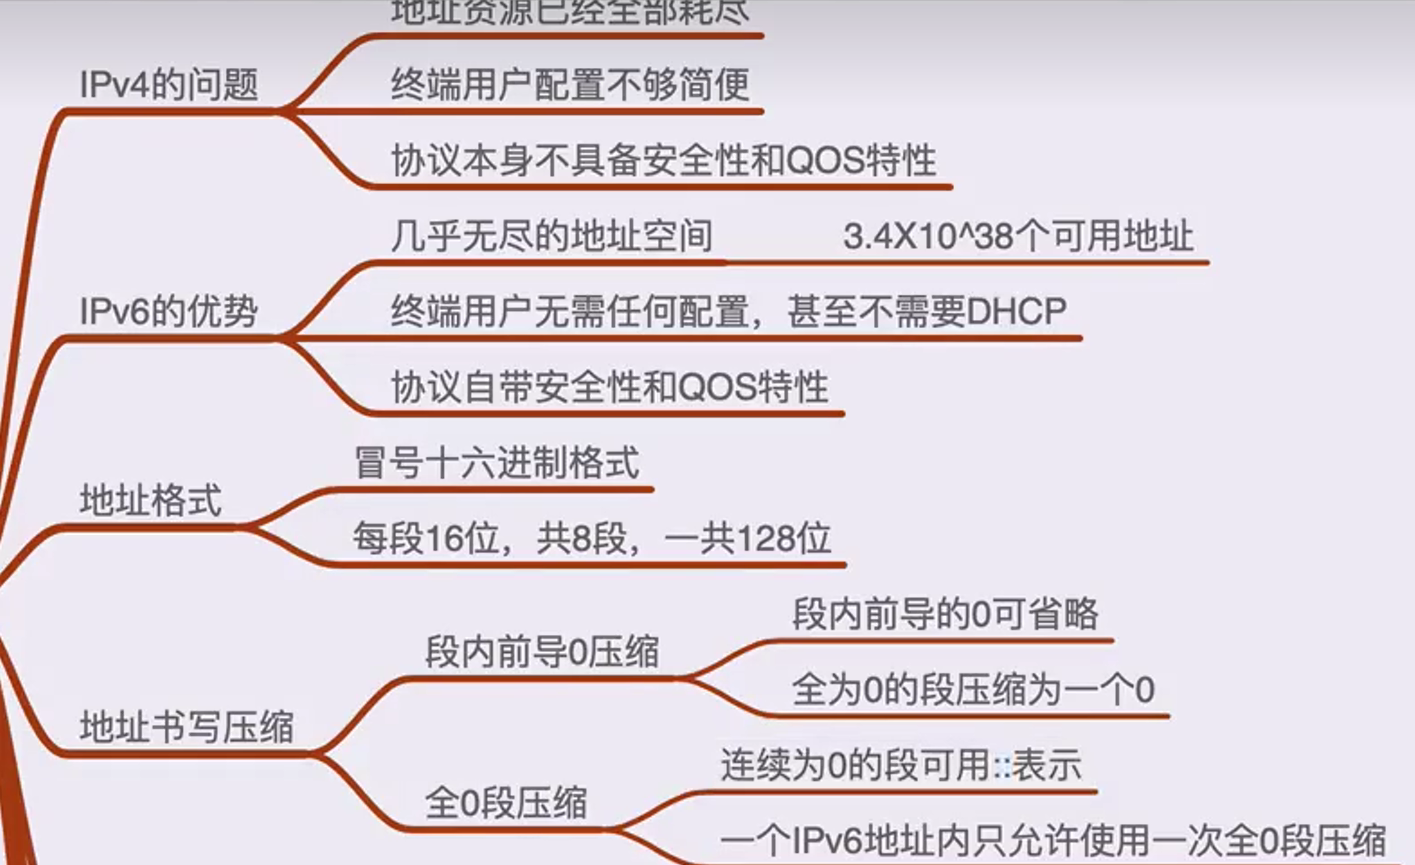 地址资源已经全部耗尽
IPv4的问题
终端用户配置不够简便
协议本身不具备安全性和QOS特性
几乎无尽的地址空间
3.4X10^38个可用地址
IPv6的优势
终端用户无需任何配置，甚至不需要DHCP
协议自带安全性和QOS特性
地址格式
冒号十六进制格式
每段16位，共8段，一共128位
地址书写压缩
段内前导0压缩
段内前导的0可省略
全为0的段压缩为一个0
全0段压缩
连续为0的段可用::表示
一个IPv6地址内只允许使用一次全0段压缩